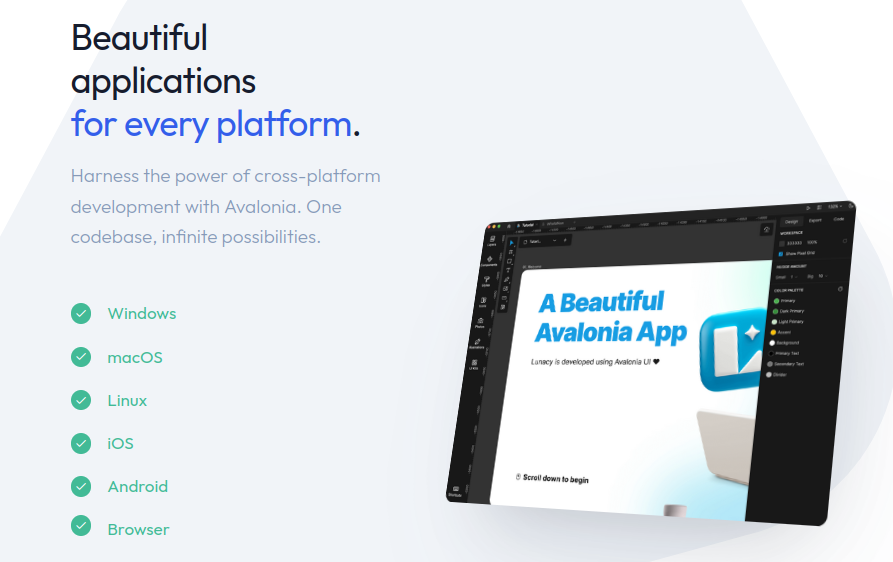 Beautiful
applications
for every platform.
Harness the power of cross-platform
development with Avalonia. One
codebase, infinite possibilities.
Windows
macOS
Linux
iOS
Android
Browser
Tutorial
Design
Export
Code
WORKSPACE
100%
Show Pixel Grid
COLOR PALETTE
Primary
Dark Primary
Light Primary
Accent
Background
Primary Text
Secondary Text
Divider
A Beautiful
Avalonia App
Lunacy is developed using Avalonia UI ♥
Scroll down to begin